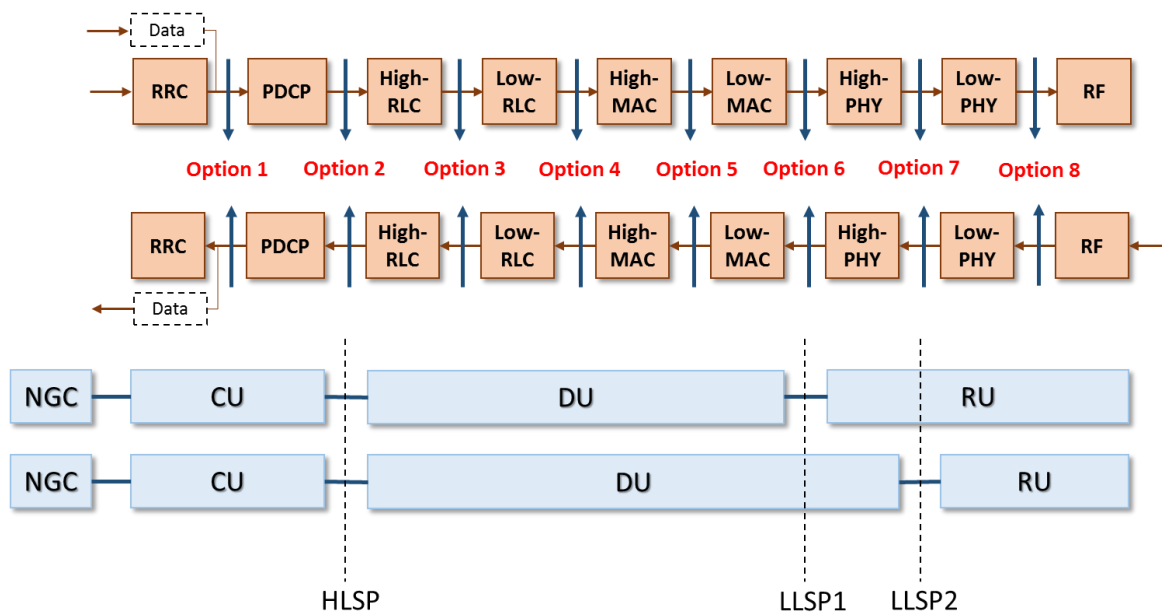 Data
RRC PDCP High-RLC Low-RLC High-MAC Low-MAC High-PHY Low-PHY RF
Option 1 Option 2 Option 3 Option 4 Option 5 Option 6 Option 7 Option 8
RRC PDCP High-RLC Low-RLC High-MAC Low-MAC High-PHY Low-PHY RF
Data
NGC CU DU RU
NGC CU DU RU
HLSP LLSP1 LLSP2